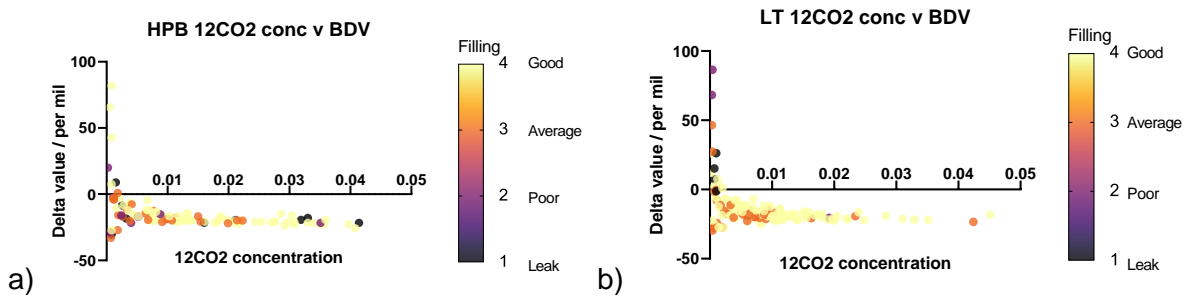 HPB 12CO2 conc v BDV
Filling
100
50
0
-50
Delta value / per mil
0.01 0.02 0.03 0.04 0.05
12CO2 concentration
4 Good
3 Average
2 Poor
1 Leak
a)
LT 12CO2 conc v BDV
Filling
100
50
0
-50
Delta value / per mil
0.01 0.02 0.03 0.04 0.05
12CO2 concentration
4 Good
3 Average
2 Poor
1 Leak
b)